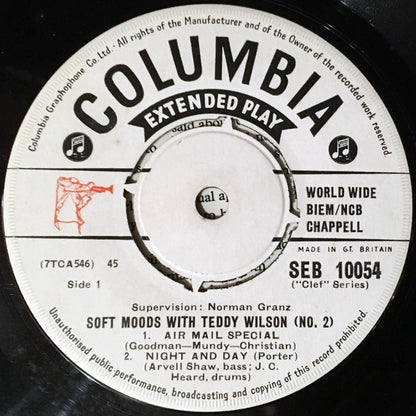 Columbia Graphophone Co. Ltd. · All rights of the Manufacturer and of the Owner of the recorded work reserved.
COLUMBIA
EXTENDED PLAY
said abo
nal a
WORLD WIDE
BIEM/NCB
CHAPPELL
MADE IN GT. BRITAIN
(7TCA546) 45
SEB 10054
("Clef" Series)
Side 1
Supervision: Norman Granz
SOFT MOODS WITH TEDDY WILSON (NO. 2)
1. AIR MAIL SPECIAL
(Goodman—Mundy—Christian)
2. NIGHT AND DAY (Porter)
(Arvell Shaw, bass; J. C.
Heard, drums)
Unauthorised public performance, broadcasting and copying of this record prohibited.